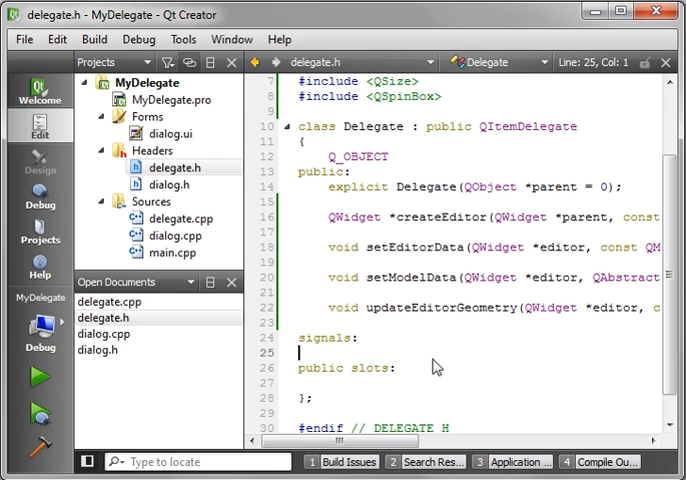 delegate.h - MyDelegate - Qt Creator
File Edit Build Debug Tools Window Help
Projects
delegate.h
Delegate
Line: 25, Col: 1
Welcome
Edit
Design
Debug
Projects
Help
MyDelegate
Debug
MyDelegate
MyDelegate.pro
Forms
dialog.ui
Headers
delegate.h
dialog.h
Sources
delegate.cpp
dialog.cpp
main.cpp
Open Documents
delegate.cpp
delegate.h
dialog.cpp
dialog.h
7 #include <QSize>
8 #include <QSpinBox>
9
10 class Delegate : public QItemDelegate
11 {
12 Q_OBJECT
13 public:
14 explicit Delegate(QObject *parent = 0);
15
16 QWidget *createEditor(QWidget *parent, const
17
18 void setEditorData(QWidget *editor, const QM
19
20 void setModelData(QWidget *editor, QAbstract
21
22 void updateEditorGeometry(QWidget *editor, c
23
24 signals:
25
26 public slots:
27
28 };
29
30 #endif // DELEGATE_H
Type to locate
1 Build Issues
2 Search Res...
3 Application ...
4 Compile Ou...